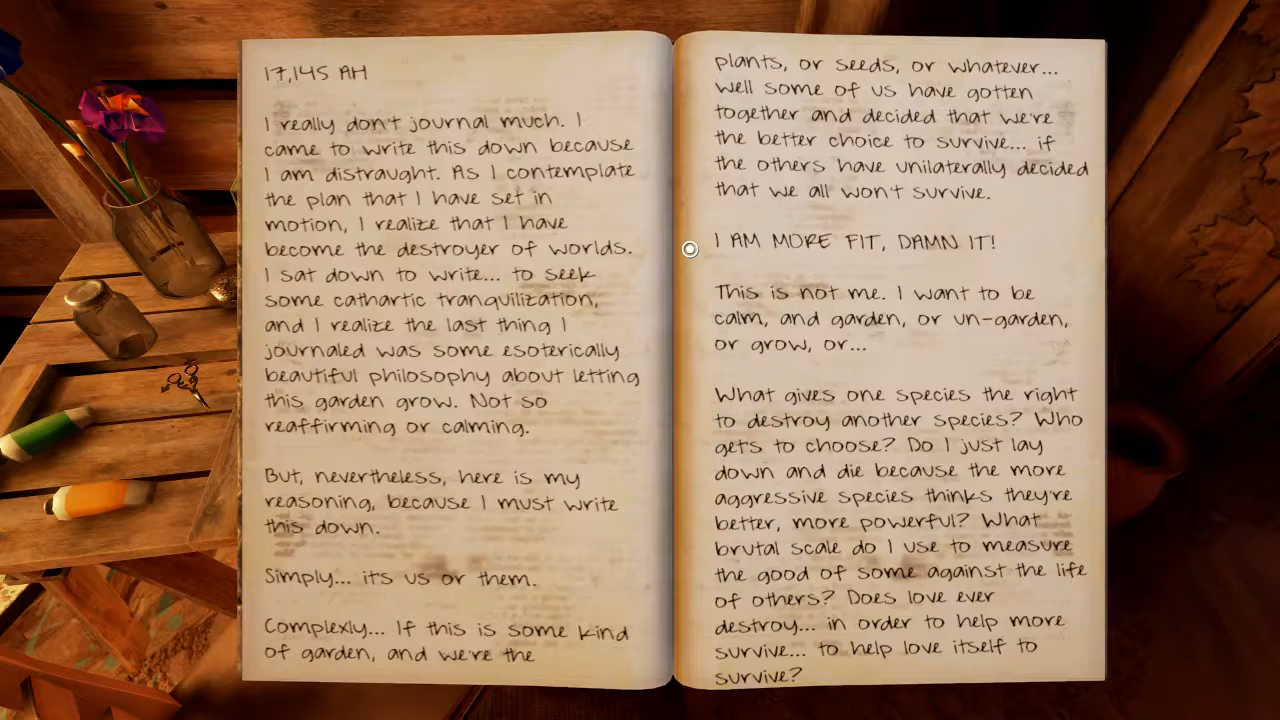 17,145 AH
I really don't journal much. I
came to write this down because
I am distraught. As I contemplate
the plan that I have set in
motion, I realize that I have
become the destroyer of worlds.
I sat down to write... to seek
some cathartic tranquilization,
and I realize the last thing I
journaled was some esoterically
beautiful philosophy about letting
this garden grow. Not so
reaffirming or calming.
But, nevertheless, here is my
reasoning, because I must write
this down.
Simply... its us or them.
Complexly... If this is some kind
of garden, and we're the
plants, or seeds, or whatever...
well some of us have gotten
together and decided that we're
the better choice to survive... if
the others have unilaterally decided
that we all won't survive.
I AM MORE FIT, DAMN IT!
This is not me. I want to be
calm, and garden, or un-garden,
or grow, or...
What gives one species the right
to destroy another species? Who
gets to choose? Do I just lay
down and die because the more
aggressive species thinks they're
better, more powerful? What
brutal scale do I use to measure
the good of some against the life
of others? Does love ever
destroy... in order to help more
survive... to help love itself to
survive?